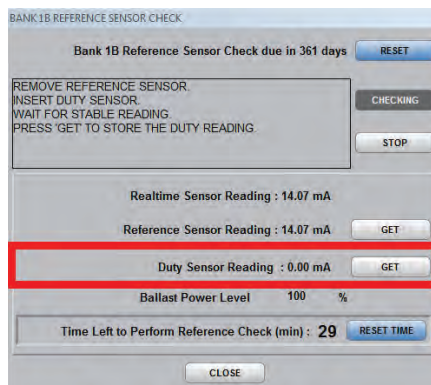 BANK 1B REFERENCE SENSOR CHECK
Bank 1B Reference Sensor Check due in 361 days RESET
REMOVE REFERENCE SENSOR.
INSERT DUTY SENSOR.
WAIT FOR STABLE READING.
PRESS 'GET' TO STORE THE DUTY READING.
CHECKING
STOP
Realtime Sensor Reading : 14.07 mA
Reference Sensor Reading : 14.07 mA GET
Duty Sensor Reading : 0.00 mA GET
Ballast Power Level 100 %
Time Left to Perform Reference Check (min) : 29 RESET TIME
CLOSE